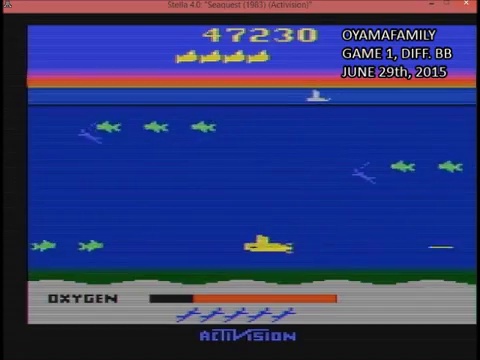 Stella 4.0: "Seaquest (1983) (Activision)"
47230
OYAMAFAMILY
GAME 1, DIFF. BB
JUNE 29th, 2015
OXYGEN
ACTIVISION